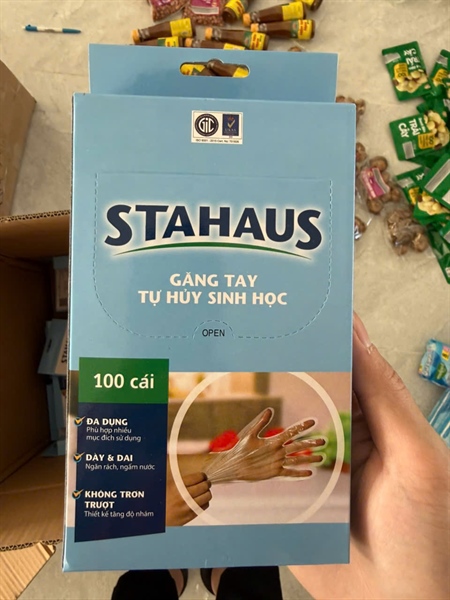 GIC
STAHAUS
GĂNG TAY
TỰ HỦY SINH HỌC
OPEN
100 cái
ĐA DỤNG
Phù hợp nhiều
mục đích sử dụng
DÀY & DAI
Ngăn rách, ngấm nước
KHÔNG TRƠN
TRƯỢT
Thiết kế tăng độ nhám